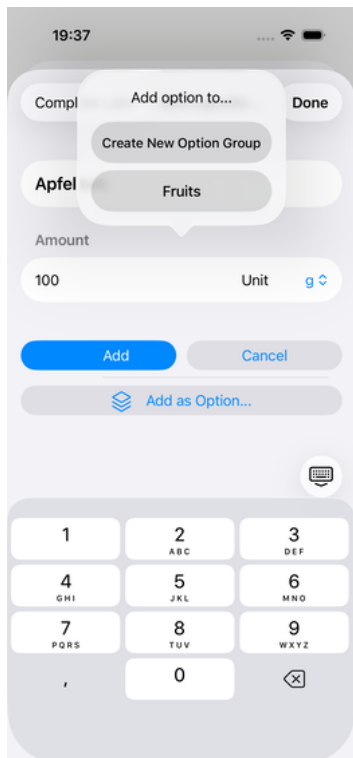 19:37
Compl
Add option to...
Done
Create New Option Group
Apfel
Fruits
Amount
100
Unit
g
Add
Cancel
Add as Option...
1
2
ABC
3
DEF
4
GHI
5
JKL
6
MNO
7
PQRS
8
TUV
9
WXYZ
,
0